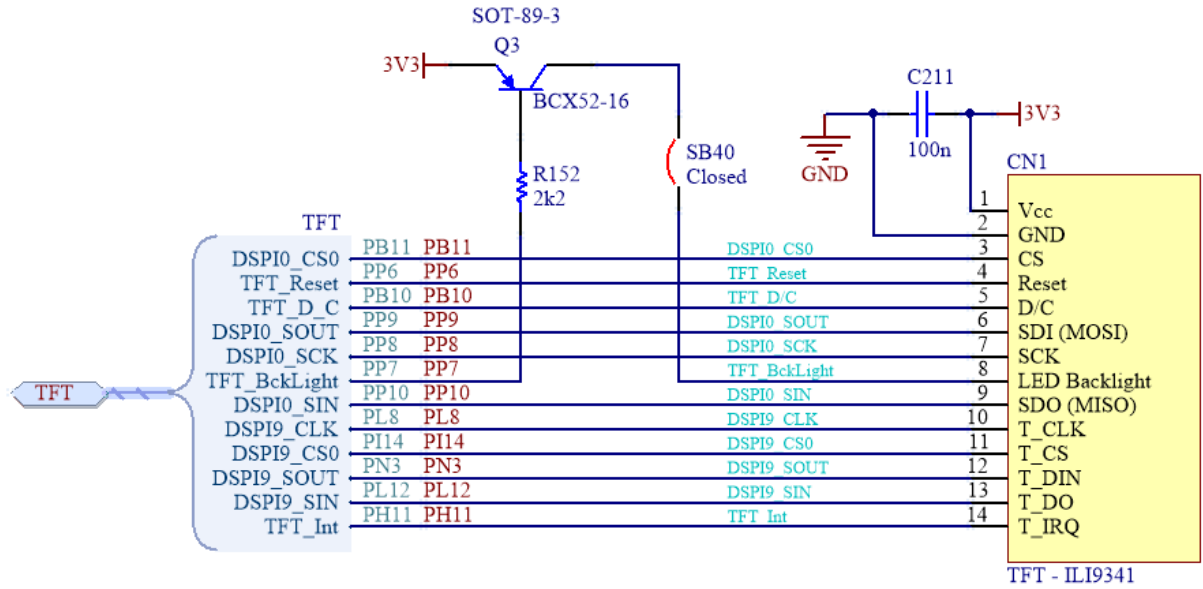 SOT-89-3
Q3
3V3
BCX52-16
C211
3V3
100n
GND
SB40
Closed
R152
2k2
CN1
TFT
1 Vcc
2 GND
DSPI0_CS0 PB11 PB11 DSPI0_CS0 3 CS
TFT_Reset PP6 PP6 TFT_Reset 4 Reset
TFT_D_C PB10 PB10 TFT_D/C 5 D/C
DSPI0_SOUT PP9 PP9 DSPI0_SOUT 6 SDI (MOSI)
DSPI0_SCK PP8 PP8 DSPI0_SCK 7 SCK
TFT_BckLight PP7 PP7 TFT_BckLight 8 LED Backlight
TFT
DSPI0_SIN PP10 PP10 DSPI0_SIN 9 SDO (MISO)
DSPI9_CLK PL8 PL8 DSPI9_CLK 10 T_CLK
DSPI9_CS0 PI14 PI14 DSPI9_CS0 11 T_CS
DSPI9_SOUT PN3 PN3 DSPI9_SOUT 12 T_DIN
DSPI9_SIN PL12 PL12 DSPI9_SIN 13 T_DO
TFT_Int PH11 PH11 TFT_Int 14 T_IRQ
TFT - ILI9341